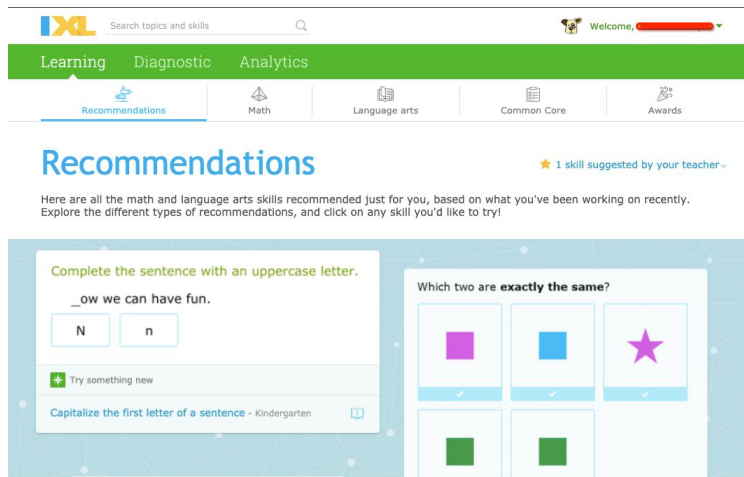 IXL
Search topics and skills
Welcome,
Learning Diagnostic Analytics
Recommendations Math Language arts Common Core Awards
Recommendations
1 skill suggested by your teacher
Here are all the math and language arts skills recommended just for you, based on what you've been working on recently.
Explore the different types of recommendations, and click on any skill you'd like to try!
Complete the sentence with an uppercase letter.
_ow we can have fun.
N n
Try something new
Capitalize the first letter of a sentence - Kindergarten
Which two are exactly the same?